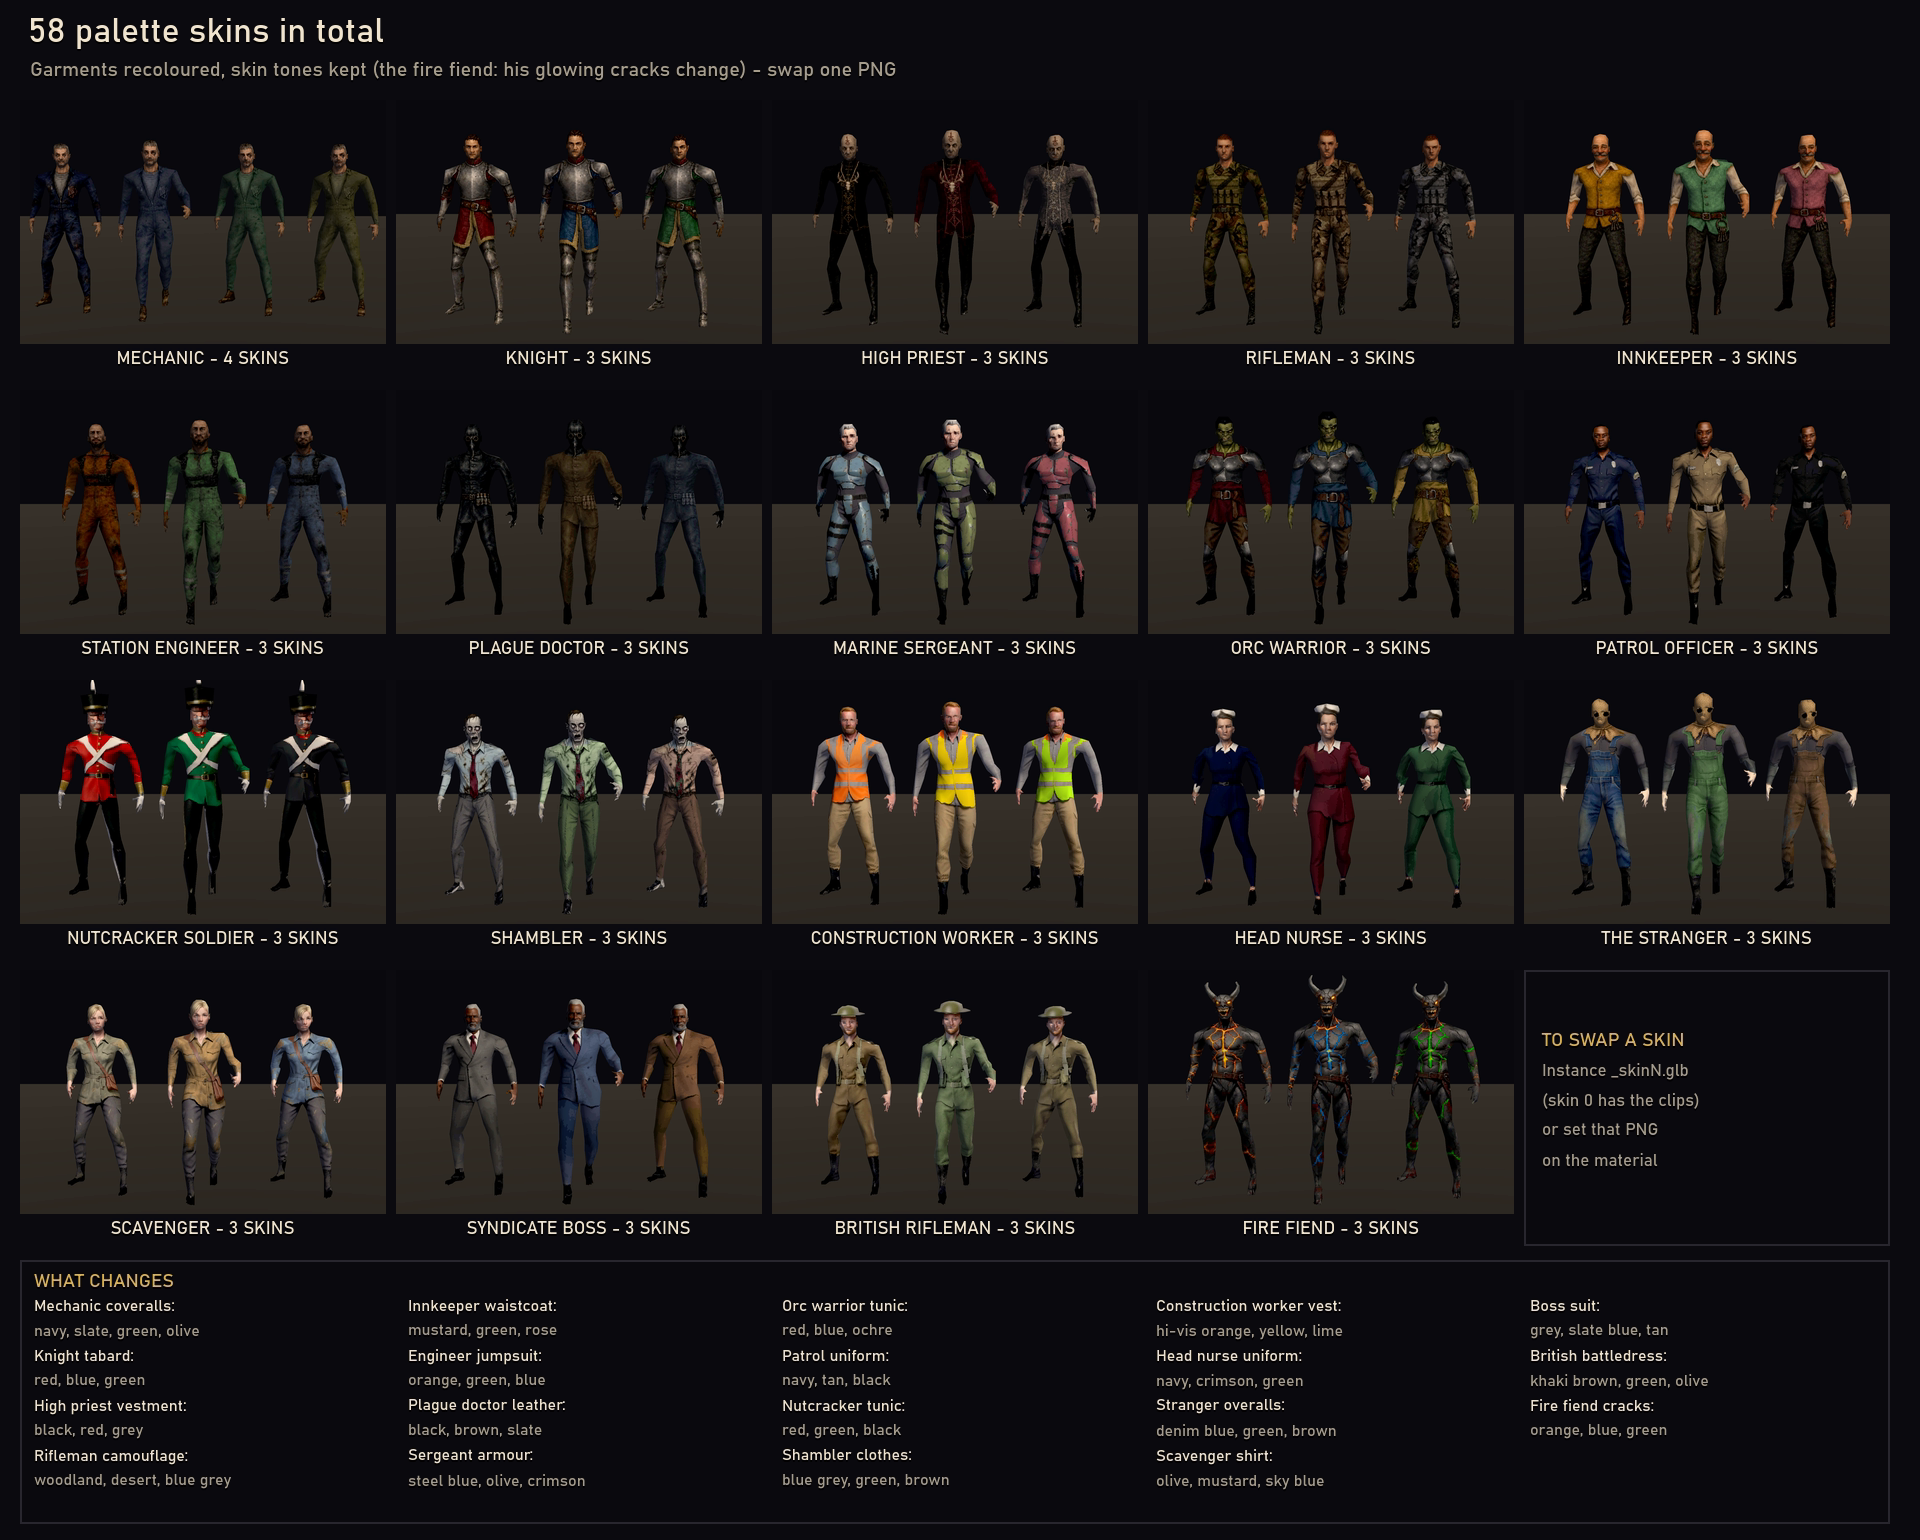 58 palette skins in total
Garments recoloured, skin tones kept (the fire fiend: his glowing cracks change) - swap one PNG
MECHANIC - 4 SKINS
KNIGHT - 3 SKINS
HIGH PRIEST - 3 SKINS
RIFLEMAN - 3 SKINS
INNKEEPER - 3 SKINS
STATION ENGINEER - 3 SKINS
PLAGUE DOCTOR - 3 SKINS
MARINE SERGEANT - 3 SKINS
ORC WARRIOR - 3 SKINS
PATROL OFFICER - 3 SKINS
NUTCRACKER SOLDIER - 3 SKINS
SHAMBLER - 3 SKINS
CONSTRUCTION WORKER - 3 SKINS
HEAD NURSE - 3 SKINS
THE STRANGER - 3 SKINS
SCAVENGER - 3 SKINS
SYNDICATE BOSS - 3 SKINS
BRITISH RIFLEMAN - 3 SKINS
FIRE FIEND - 3 SKINS
TO SWAP A SKIN
Instance _skinN.glb
(skin 0 has the clips)
or set that PNG
on the material
WHAT CHANGES
Mechanic coveralls:
navy, slate, green, olive
Knight tabard:
red, blue, green
High priest vestment:
black, red, grey
Rifleman camouflage:
woodland, desert, blue grey
Innkeeper waistcoat:
mustard, green, rose
Engineer jumpsuit:
orange, green, blue
Plague doctor leather:
black, brown, slate
Sergeant armour:
steel blue, olive, crimson
Orc warrior tunic:
red, blue, ochre
Patrol uniform:
navy, tan, black
Nutcracker tunic:
red, green, black
Shambler clothes:
blue grey, green, brown
Construction worker vest:
hi-vis orange, yellow, lime
Head nurse uniform:
navy, crimson, green
Stranger overalls:
denim blue, green, brown
Scavenger shirt:
olive, mustard, sky blue
Boss suit:
grey, slate blue, tan
British battledress:
khaki brown, green, olive
Fire fiend cracks:
orange, blue, green